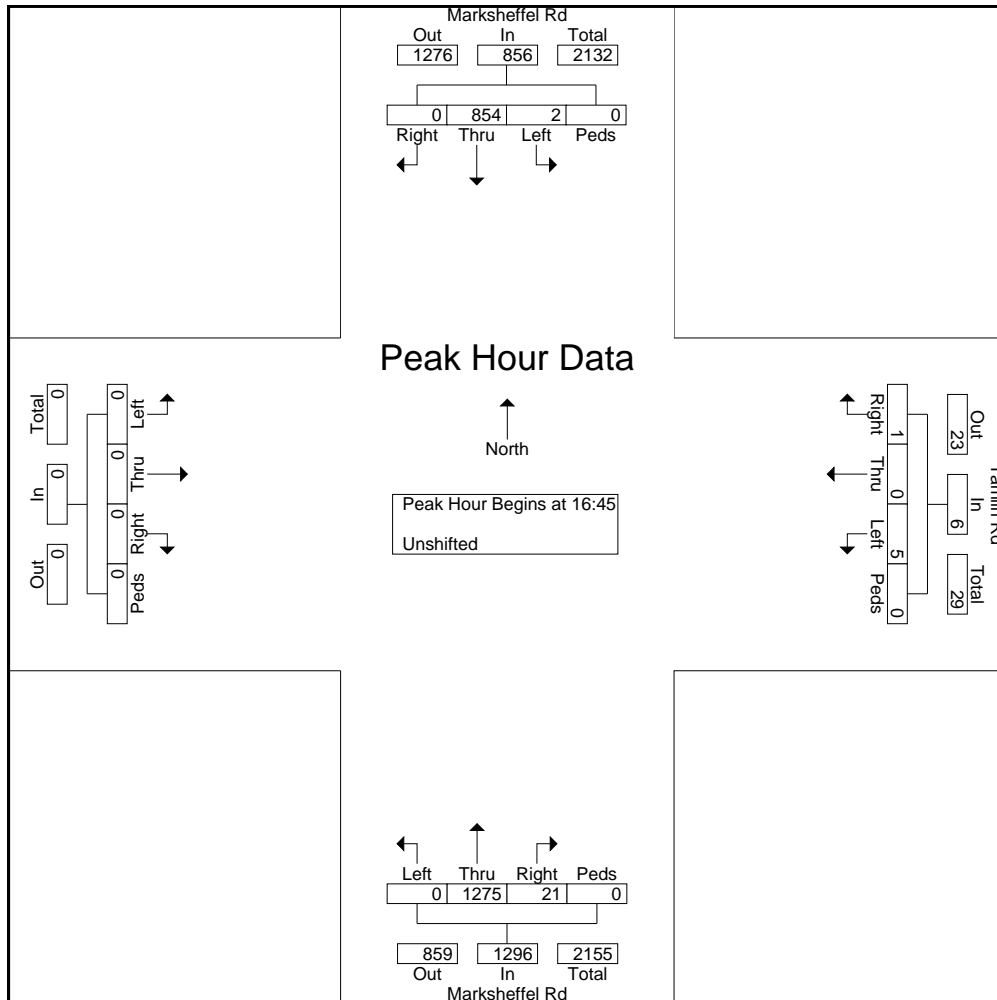 Marksheffel Rd
Out In Total
1276 856 2132
0 854 2 0
Right Thru Left Peds
Peak Hour Data
North
Peak Hour Begins at 16:45
Unshifted
Total In Out
0 0 0
0 0 0 0
Left Thru Right Peds
Out In Total
23 6 29
1 0 5 0
Right Thru Left Peds
Rd
Left Thru Right Peds
0 1275 21 0
859 1296 2155
Out In Total
Marksheffel Rd